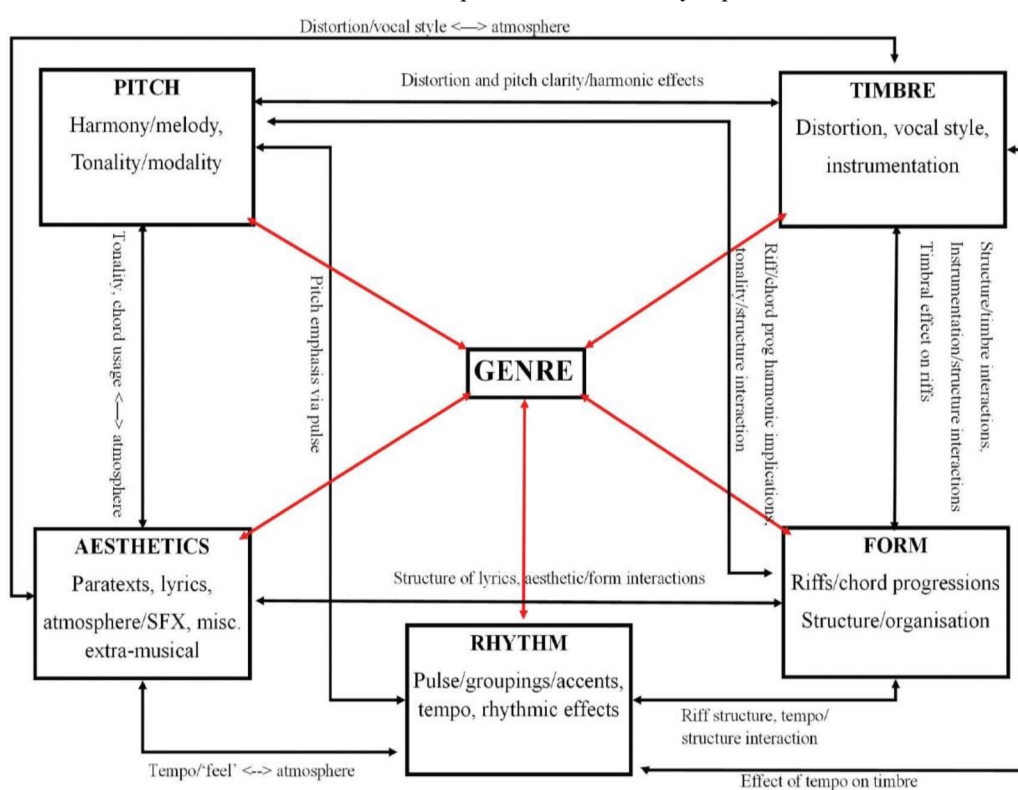 Distortion/vocal style <—> atmosphere
PITCH
Harmony/melody,
Tonality/modality
Distortion and pitch clarity/harmonic effects
TIMBRE
Distortion, vocal style,
instrumentation
Tonality, chord usage <—> atmosphere
Pitch emphasis via pulse
Riff/chord prog harmonic implications,
tonality/structure interaction
Structure/timbre interactions,
Instrumentation/structure interactions
Timbral effect on riffs
GENRE
AESTHETICS
Paratexts, lyrics,
atmosphere/SFX, misc.
extra-musical
Structure of lyrics, aesthetic/form interactions
FORM
Riffs/chord progressions
Structure/organisation
RHYTHM
Pulse/groupings/accents,
tempo, rhythmic effects
Riff structure, tempo/
structure interaction
Tempo/‘feel’ <--> atmosphere
Effect of tempo on timbre